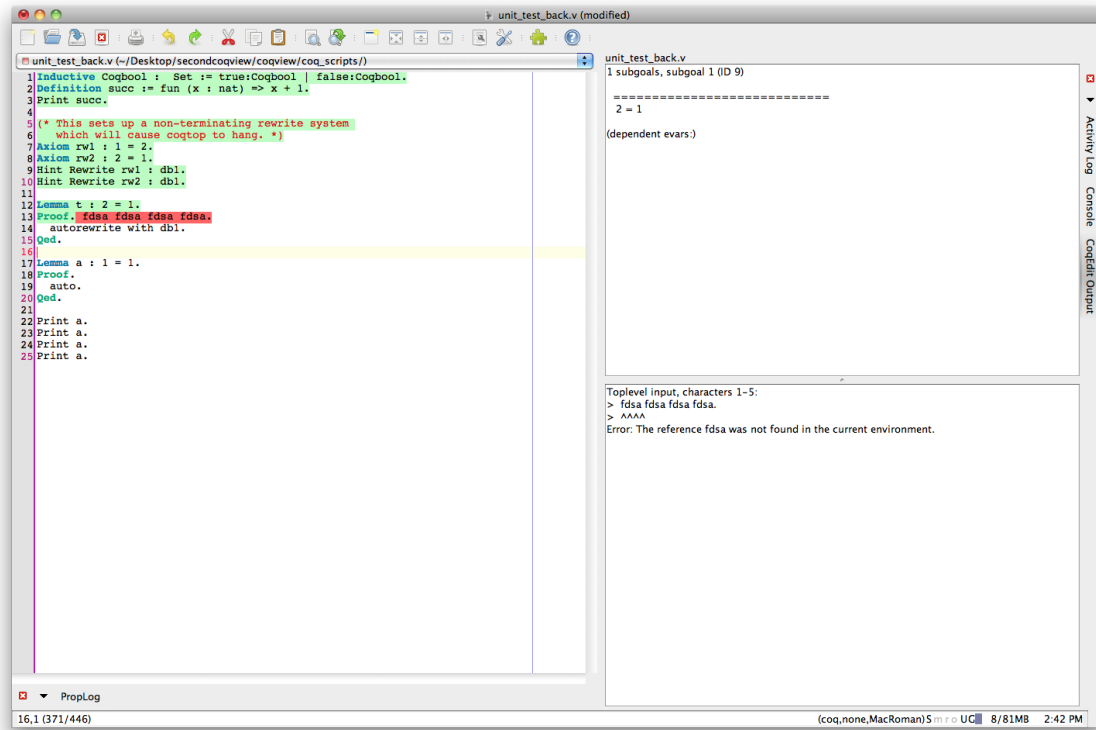 unit_test_back.v (modified)
unit_test_back.v (~/Desktop/secondcoqview/coqview/coq_scripts/)
1 Inductive Coqbool :  Set := true:Coqbool | false:Coqbool.
2 Definition succ := fun (x : nat) => x + 1.
3 Print succ.
4
5 (* This sets up a non-terminating rewrite system
6    which will cause coqtop to hang. *)
7 Axiom rw1 : 1 = 2.
8 Axiom rw2 : 2 = 1.
9 Hint Rewrite rw1 : db1.
10 Hint Rewrite rw2 : db1.
11
12 Lemma t : 2 = 1.
13 Proof. fdsa fdsa fdsa fdsa.
14   autorewrite with db1.
15 Qed.
16
17 Lemma a : 1 = 1.
18 Proof.
19   auto.
20 Qed.
21
22 Print a.
23 Print a.
24 Print a.
25 Print a.
PropLog
unit_test_back.v
1 subgoals, subgoal 1 (ID 9)
============================
2 = 1
(dependent evars:)
Toplevel input, characters 1-5:
> fdsa fdsa fdsa fdsa.
> ^^^^
Error: The reference fdsa was not found in the current environment.
Activity Log
Console
CoqEdit Output
16,1 (371/446)
(coq,none,MacRoman) S m r o UG 8/81MB 2:42 PM